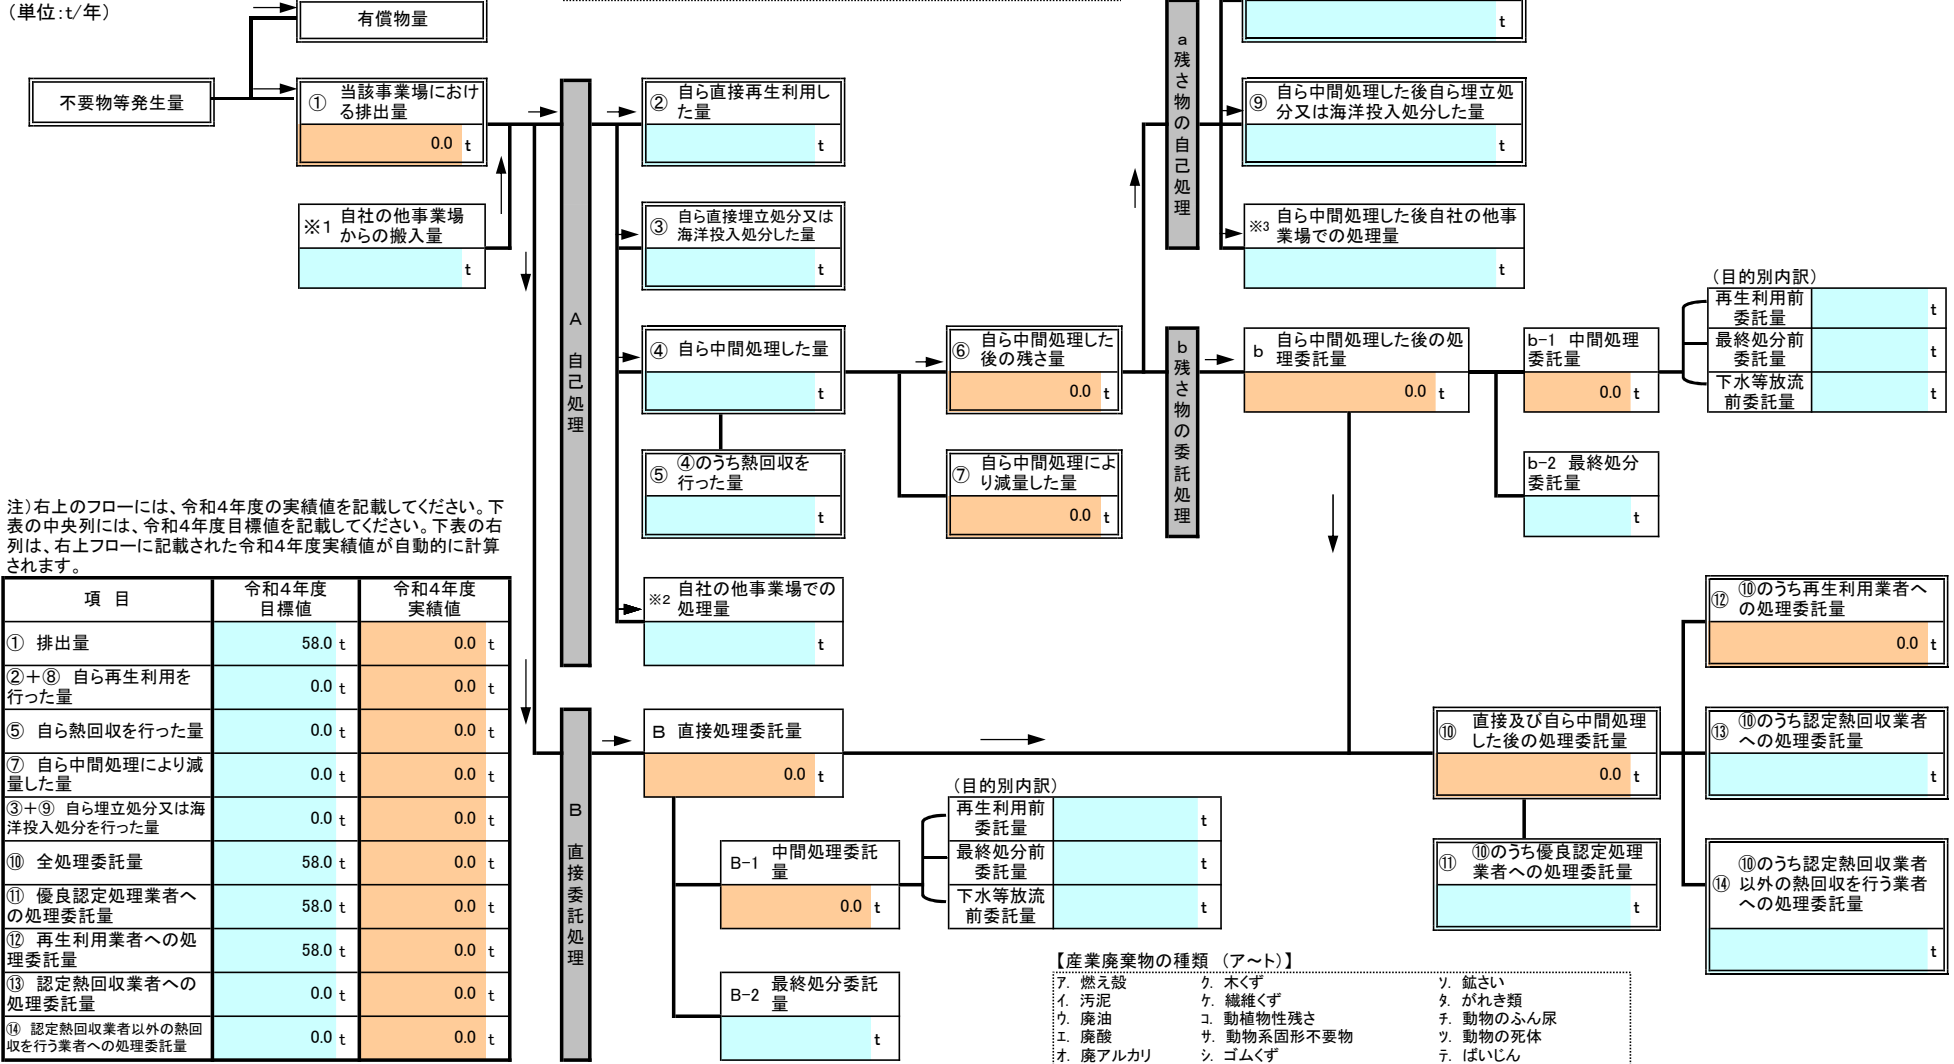 (単位:t/年)
有償物量
不要物等発生量
① 当該事業場におけ
る排出量
0.0 t
※1 自社の他事業場
からの搬入量
t
A 自己処理
② 自ら直接再生利用し
た量
t
③ 自ら直接埋立処分又は
海洋投入処分した量
t
④ 自ら中間処理した量
t
⑤ ④のうち熱回収を
行った量
t
※2 自社の他事業場での
処理量
t
⑥ 自ら中間処理した
後の残さ量
0.0 t
⑦ 自ら中間処理によ
り減量した量
0.0 t
a 残さ物の自己処理
t
⑨ 自ら中間処理した後自ら埋立処
分又は海洋投入処分した量
t
※3 自ら中間処理した後自社の他事
業場での処理量
t
b 残さ物の委託処理
b 自ら中間処理した後の処
理委託量
0.0 t
b-1 中間処理
委託量
0.0 t
b-2 最終処分
委託量
t
(目的別内訳)
再生利用前
委託量
t
最終処分前
委託量
t
下水等放流
前委託量
t
注)右上のフローには、令和4年度の実績値を記載してください。下
表の中央列には、令和4年度目標値を記載してください。下表の右
列は、右上フローに記載された令和4年度実績値が自動的に計算
されます。
項 目 令和4年度 令和4年度
目標値 実績値
① 排出量 58.0 t 0.0 t
②+⑧ 自ら再生利用を
行った量 0.0 t 0.0 t
⑤ 自ら熱回収を行った量 0.0 t 0.0 t
⑦ 自ら中間処理により減
量した量 0.0 t 0.0 t
③+⑨ 自ら埋立処分又は海
洋投入処分を行った量 0.0 t 0.0 t
⑩ 全処理委託量 58.0 t 0.0 t
⑪ 優良認定処理業者へ
の処理委託量 58.0 t 0.0 t
⑫ 再生利用業者への処
理委託量 58.0 t 0.0 t
⑬ 認定熱回収業者への
処理委託量 0.0 t 0.0 t
⑭ 認定熱回収業者以外の熱回
収を行う業者への処理委託量 0.0 t 0.0 t
B 直接委託処理
B 直接処理委託量
0.0 t
B-1 中間処理委託
量
0.0 t
B-2 最終処分委託
量
t
(目的別内訳)
再生利用前
委託量
t
最終処分前
委託量
t
下水等放流
前委託量
t
⑩ 直接及び自ら中間処理
した後の処理委託量
0.0 t
⑪ ⑩のうち優良認定処理
業者への処理委託量
t
⑫ ⑩のうち再生利用業者へ
の処理委託量
0.0 t
⑬ ⑩のうち認定熱回収業者
への処理委託量
t
⑭ ⑩のうち認定熱回収業者
以外の熱回収を行う業者
への処理委託量
t
【産業廃棄物の種類 (ア~ト)】
ア. 燃え殻 ク. 木くず ソ. 鉱さい
イ. 汚泥 ケ. 繊維くず タ. がれき類
ウ. 廃油 コ. 動植物性残さ チ. 動物のふん尿
エ. 廃酸 サ. 動物系固形不要物 ツ. 動物の死体
オ. 廃アルカリ シ. ゴムくず テ. ばいじん